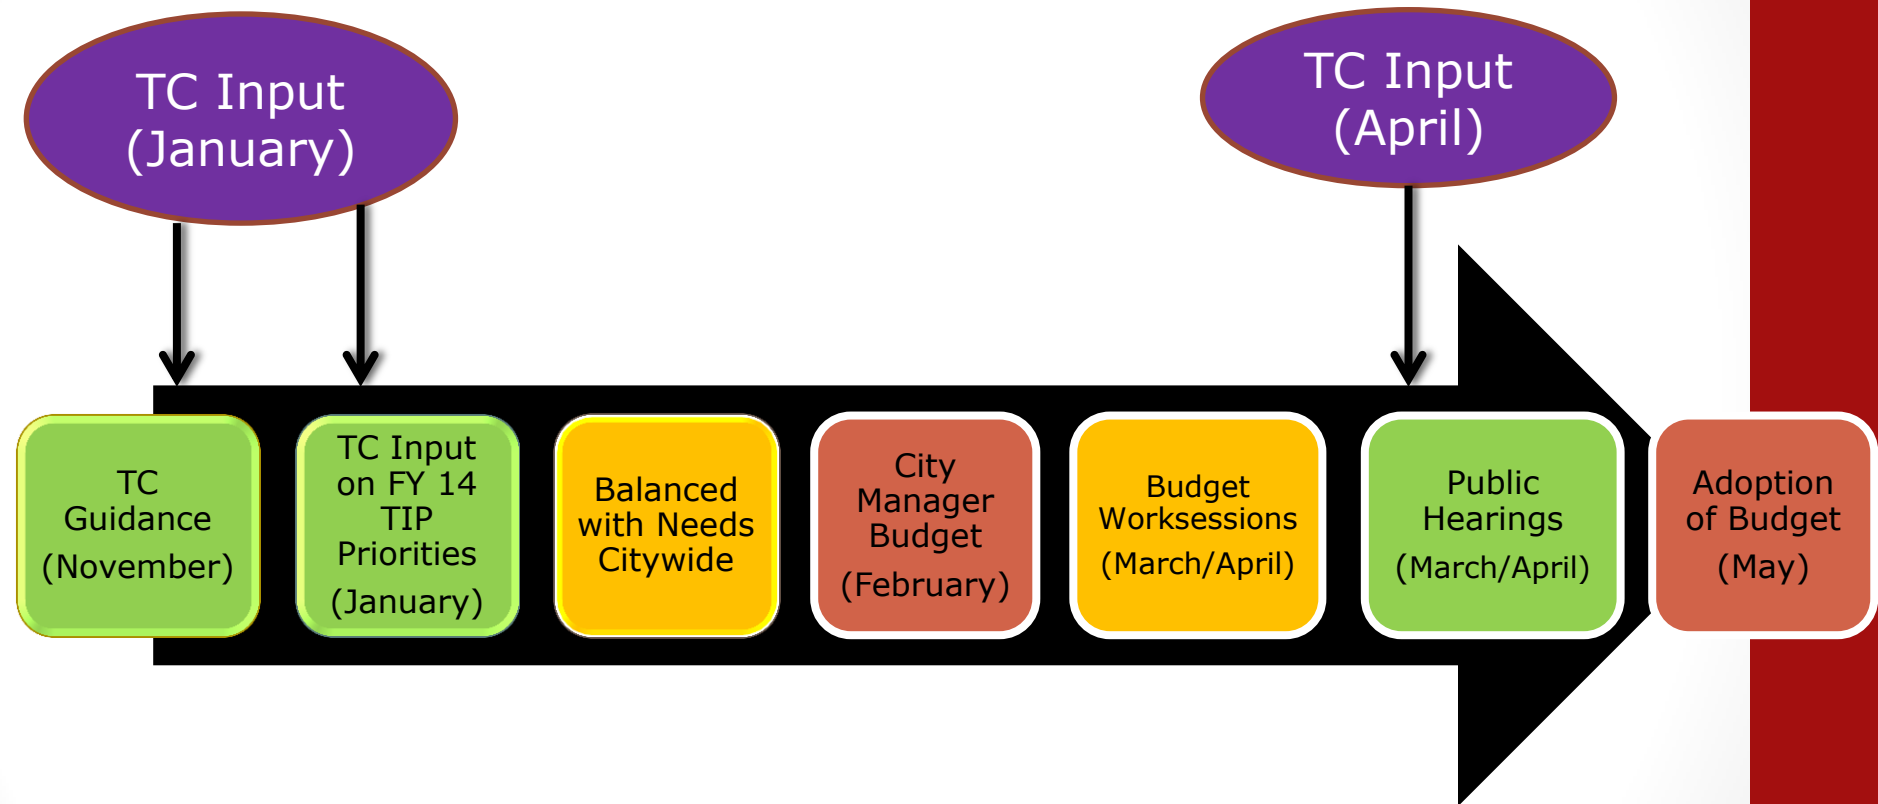 TC Input
(January)
TC Input
(April)
TC
Guidance
(November)
TC Input
on FY 14
TIP
Priorities
(January)
Balanced
with Needs
Citywide
City
Manager
Budget
(February)
Budget
Worksessions
(March/April)
Public
Hearings
(March/April)
Adoption
of Budget
(May)